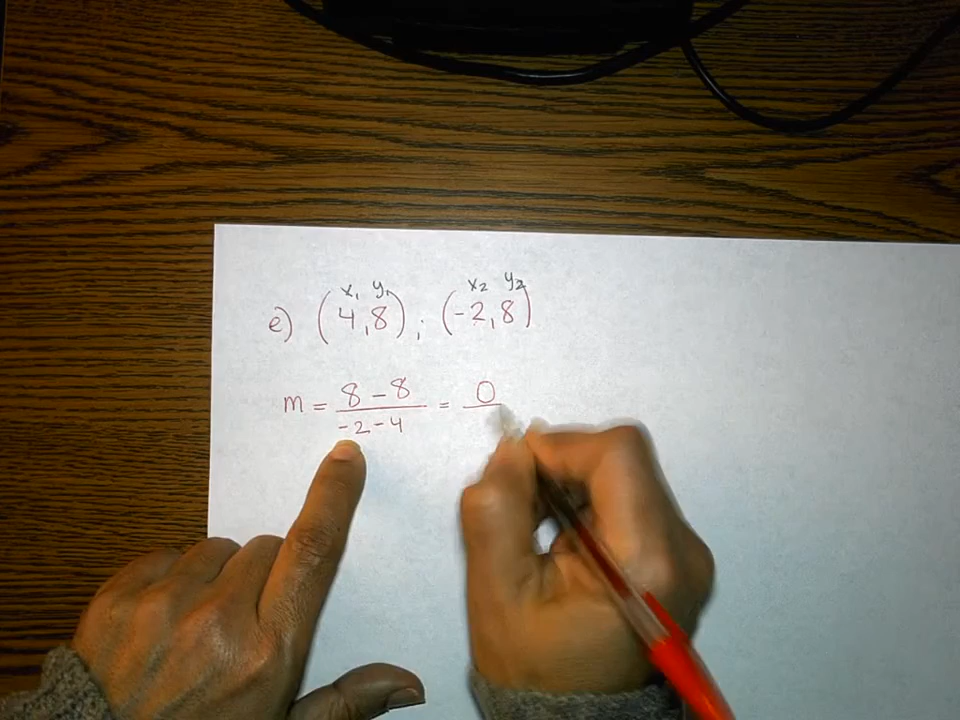 x₁ y₁ x₂ y₂
e) (4,8) ; (-2,8)
m = 8 - 8 / -2 - 4 = 0